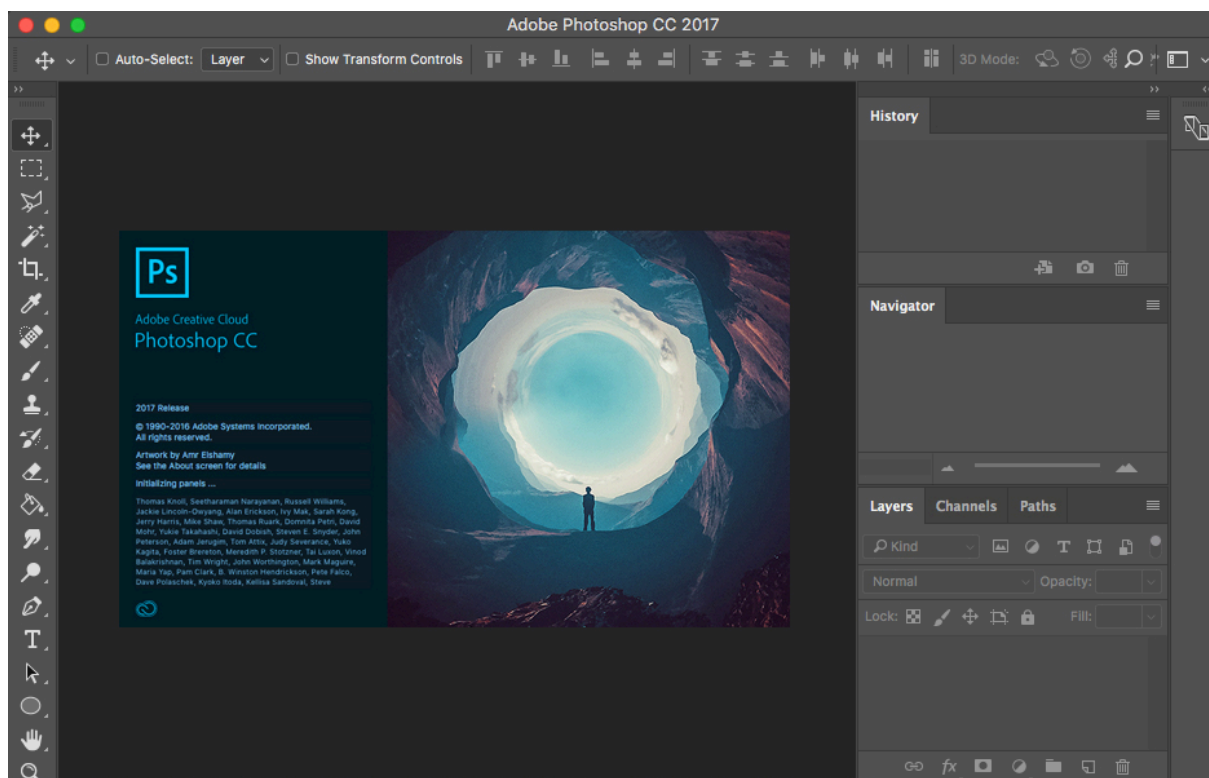 Adobe Photoshop CC 2017
Auto-Select: Layer Show Transform Controls 3D Mode:
History
Ps
Adobe Creative Cloud
Photoshop CC
2017 Release
© 1990-2016 Adobe Systems Incorporated.
All rights reserved.
Artwork by Amr Elshamy
See the About screen for details
Initializing panels ...
Thomas Knoll, Seetharaman Narayanan, Russell Williams,
Jackie Lincoln-Owyang, Alan Erickson, Ivy Mak, Sarah Kong,
Jerry Harris, Mike Shaw, Thomas Ruark, Domnita Petri, David
Mohr, Yukie Takahashi, David Dobish, Steven E. Snyder, John
Peterson, Adam Jerugim, Tom Attix, Judy Severance, Yuko
Kagita, Foster Brereton, Meredith P. Stotzner, Tai Luxon, Vinod
Balakrishnan, Tim Wright, John Worthington, Mark Maguire,
Maria Yap, Pam Clark, B. Winston Hendrickson, Pete Falco,
Dave Polaschek, Kyoko Itoda, Kellisa Sandoval, Steve
Navigator
Layers Channels Paths
Kind
Normal Opacity:
Lock: Fill:
fx